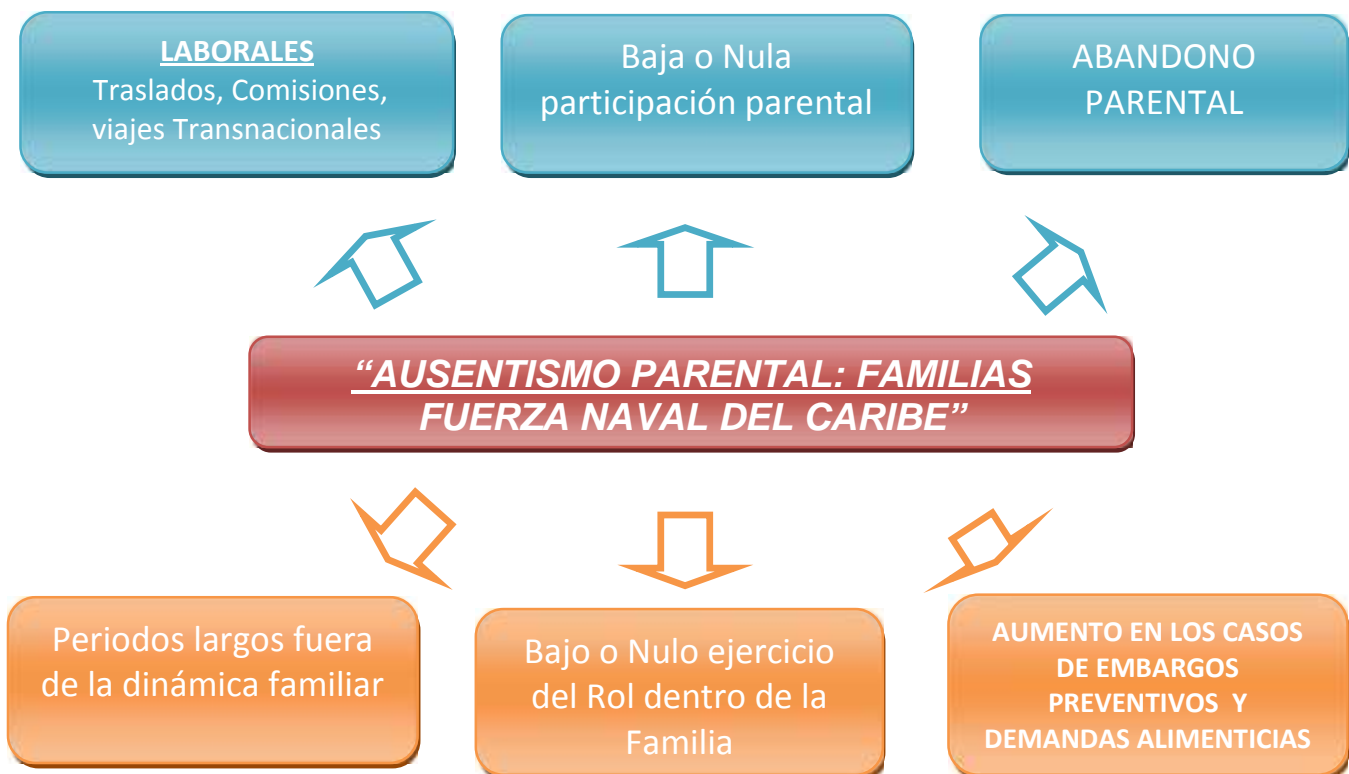 LABORALES
Traslados, Comisiones,
viajes Transnacionales
Baja o Nula
participación parental
ABANDONO
PARENTAL
“AUSENTISMO PARENTAL: FAMILIAS
FUERZA NAVAL DEL CARIBE”
Periodos largos fuera
de la dinámica familiar
Bajo o Nulo ejercicio
del Rol dentro de la
Familia
AUMENTO EN LOS CASOS
DE EMBARGOS
PREVENTIVOS Y
DEMANDAS ALIMENTICIAS